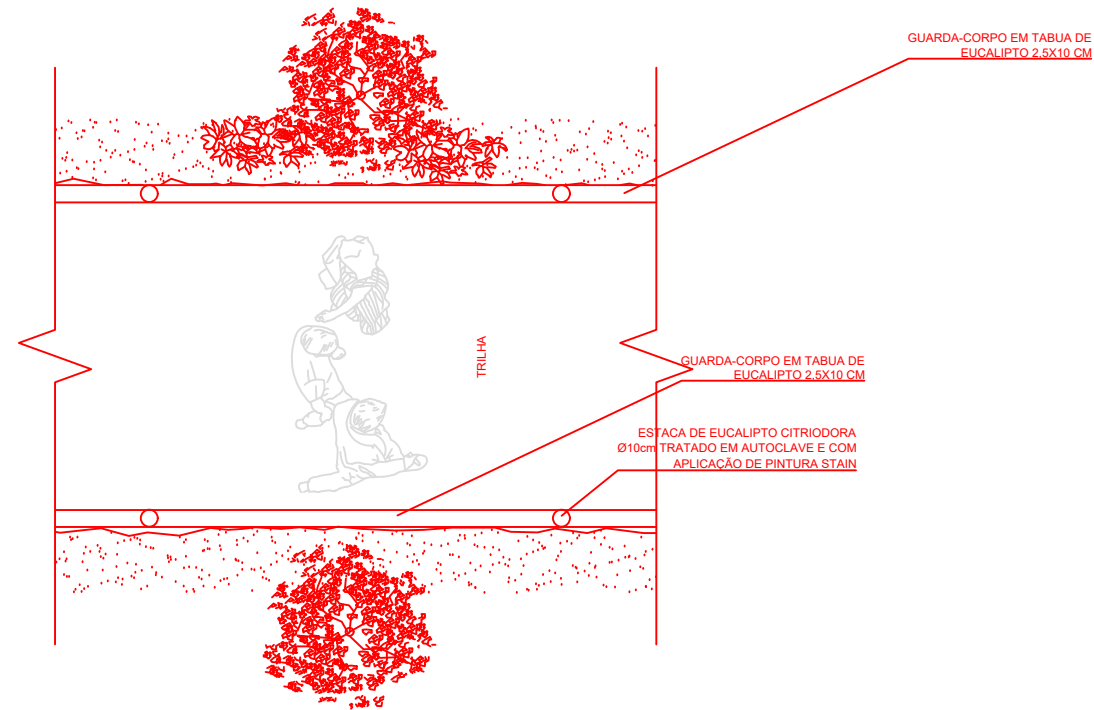 GUARDA-CORPO EM TABUA DE
EUCALIPTO 2,5X10 CM
TRILHA
GUARDA-CORPO EM TABUA DE
EUCALIPTO 2,5X10 CM
ESTACA DE EUCALIPTO CITRIODORA
Ø10cm TRATADO EM AUTOCLAVE E COM
APLICAÇÃO DE PINTURA STAIN